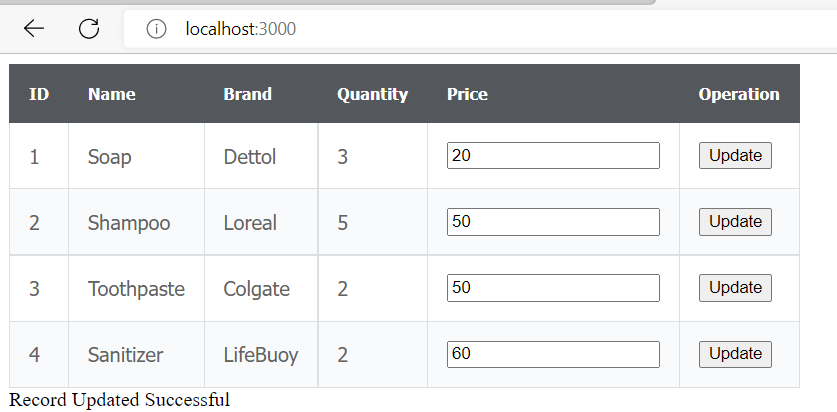 localhost:3000
ID Name Brand Quantity Price Operation
1 Soap Dettol 3 20 Update
2 Shampoo Loreal 5 50 Update
3 Toothpaste Colgate 2 50 Update
4 Sanitizer LifeBuoy 2 60 Update
Record Updated Successful